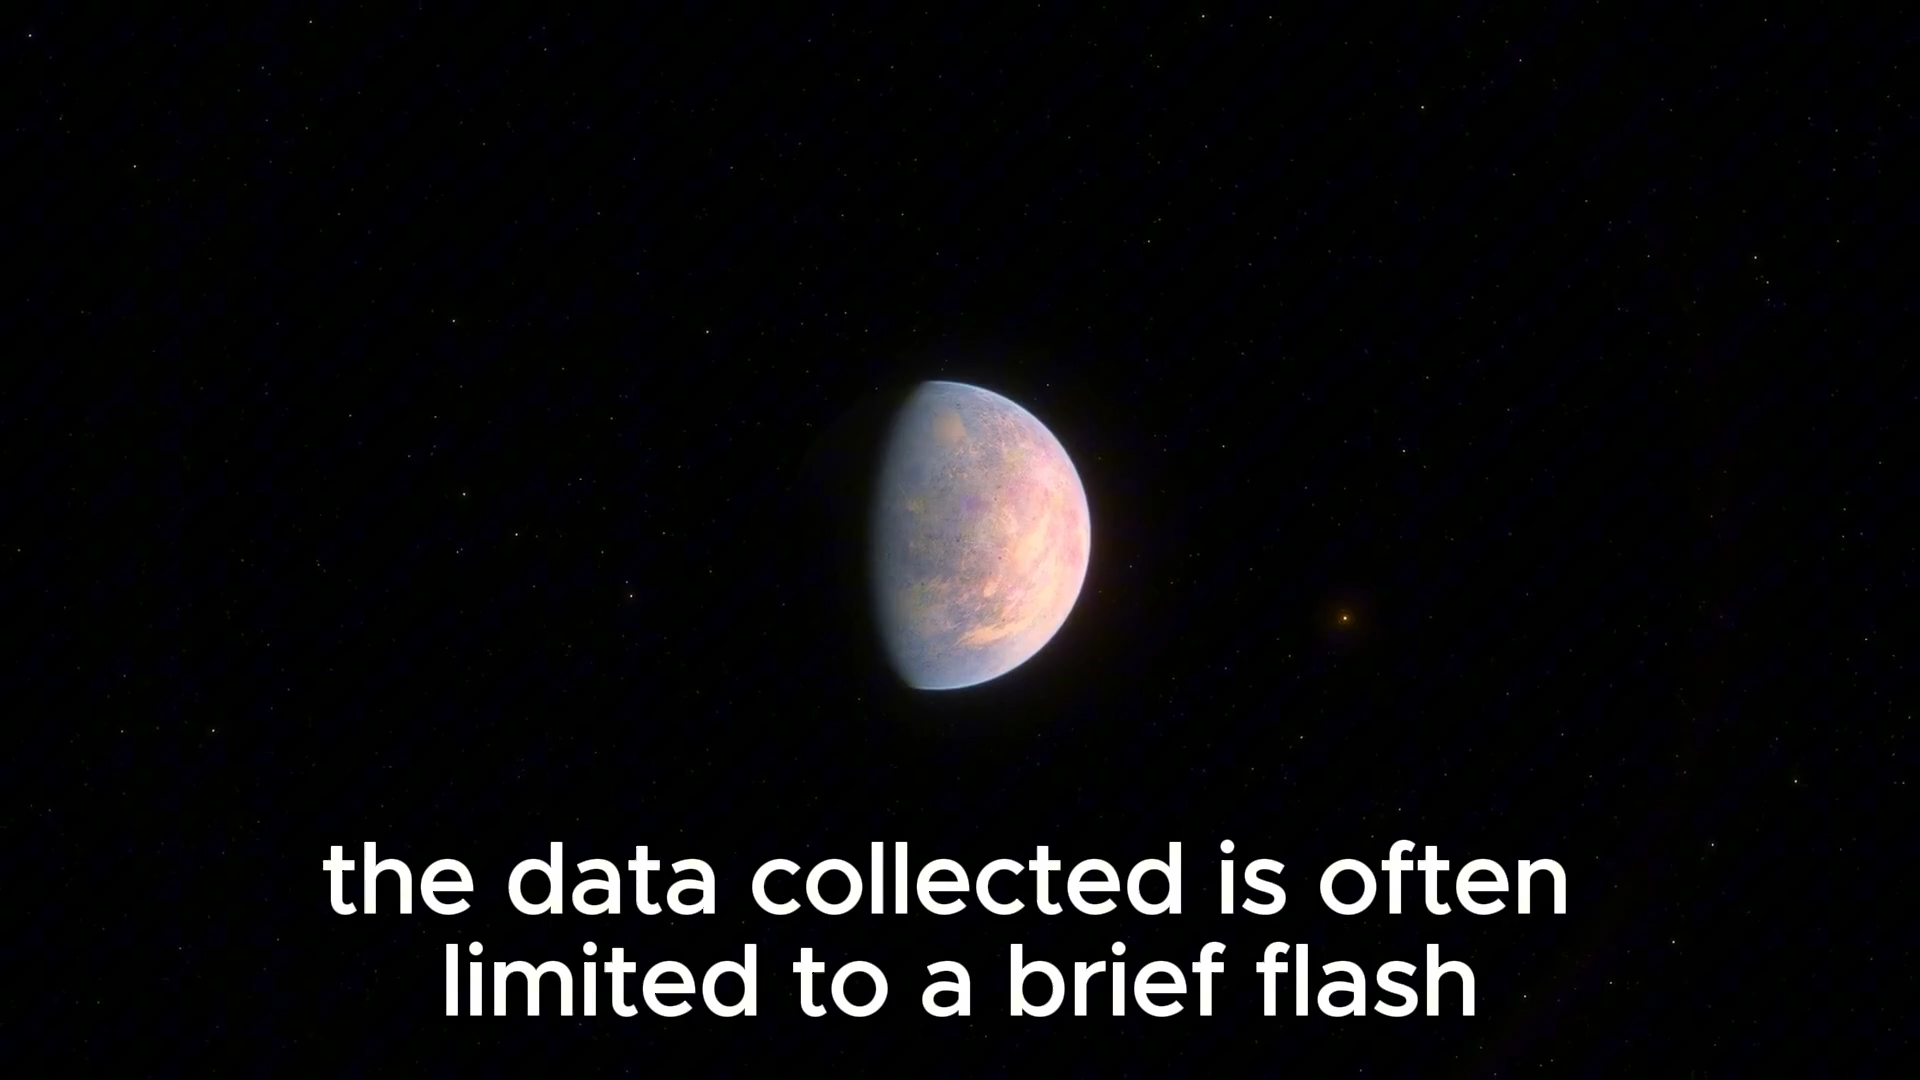 the data collected is often
limited to a brief flash